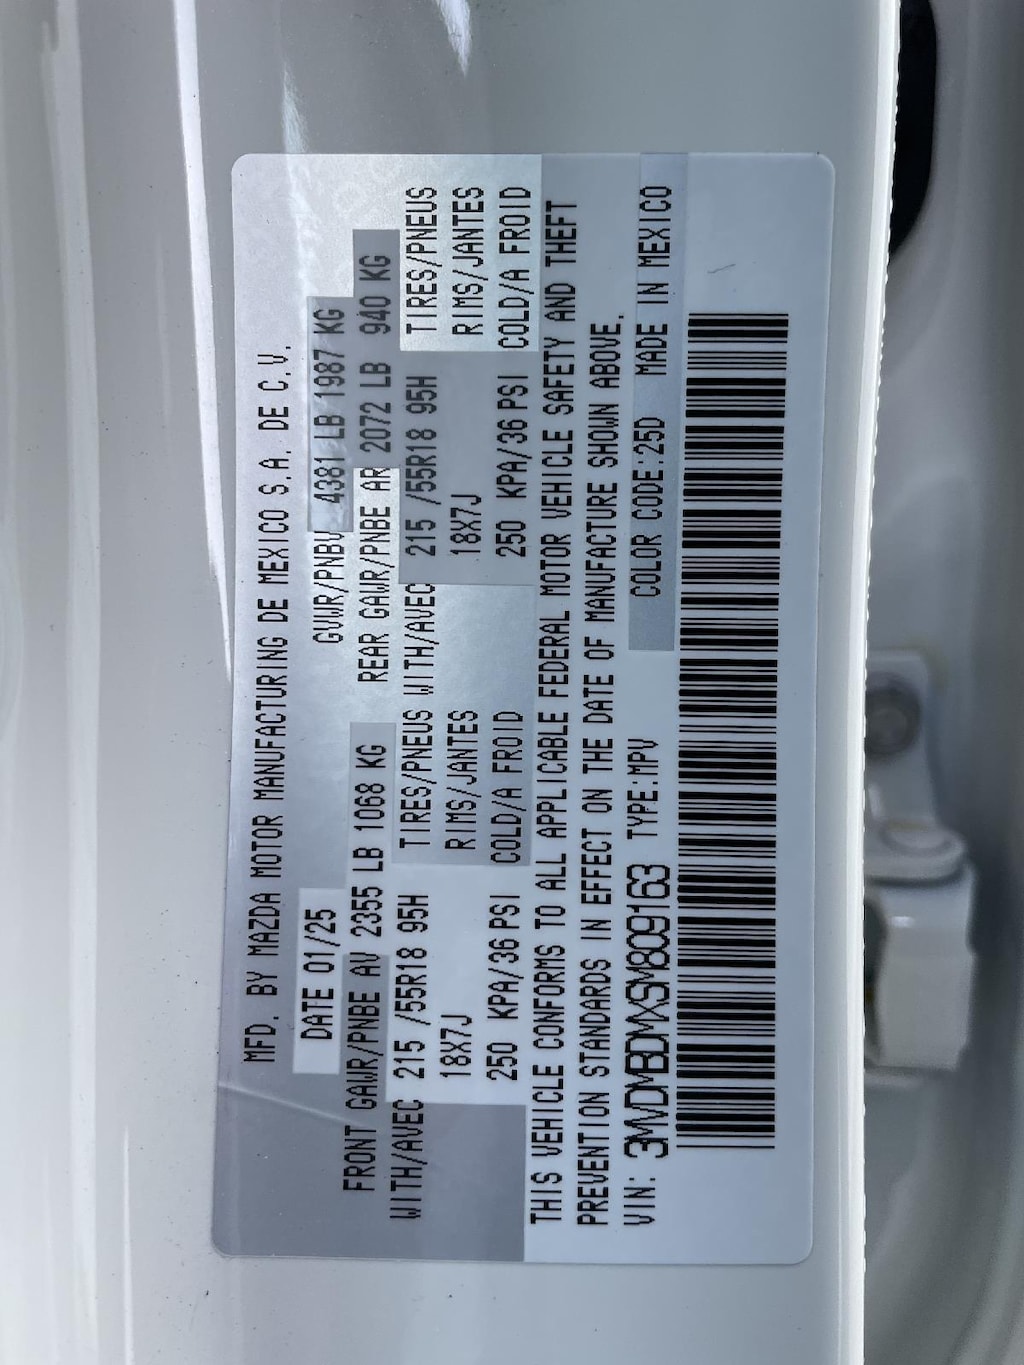 MFD. BY MAZDA MOTOR MANUFACTURING DE MEXICO S.A. DE C.V.
DATE 01/25 GVWR/PNBV 4381 LB 1987 KG
FRONT GAWR/PNBE AV 2355 LB 1068 KG REAR GAWR/PNBE AR 2072 LB 940 KG
WITH/AVEC 215 /55R18 95H TIRES/PNEUS WITH/AVEC 215 /55R18 95H TIRES/PNEUS
18X7J RIMS/JANTES 18X7J RIMS/JANTES
250 KPA/36 PSI COLD/A FROID 250 KPA/36 PSI COLD/A FROID
THIS VEHICLE CONFORMS TO ALL APPLICABLE FEDERAL MOTOR VEHICLE SAFETY AND THEFT
PREVENTION STANDARDS IN EFFECT ON THE DATE OF MANUFACTURE SHOWN ABOVE.
VIN: 3MVDMBDMXSM809163 TYPE:MPV COLOR CODE:25D MADE IN MEXICO